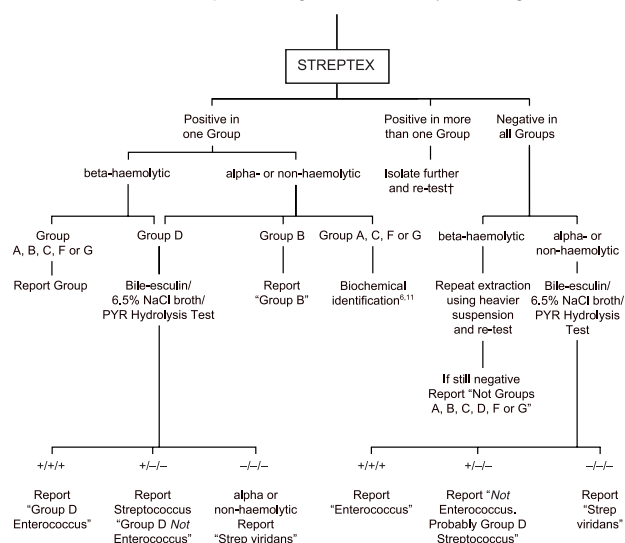 STREPTEX
Positive in
one Group
Positive in more
than one Group
Negative in
all Groups
beta-haemolytic
alpha- or non-haemolytic
Isolate further
and re-test†
Group
A, B, C, F or G
Group D
Group B
Group A, C, F or G
beta-haemolytic
alpha- or
non-haemolytic
Report Group
Bile-esculin/
6.5% NaCl broth/
PYR Hydrolysis Test
Report
“Group B”
Biochemical
identification6,11
Repeat extraction
using heavier
suspension
and re-test
Bile-esculin/
6.5% NaCl broth/
PYR Hydrolysis
Test
If still negative
Report “Not Groups
A, B, C, D, F or G”
+/+/+
+/–/–
–/–/–
+/+/+
+/–/–
–/–/–
Report
“Group D
Enterococcus”
Report
Streptococcus
“Group D Not
Enterococcus”
alpha or
non-haemolytic
Report
“Strep viridans”
Report
“Enterococcus”
Report “Not
Enterococcus.
Probably Group D
Streptococcus”
Report
“Strep
viridans”